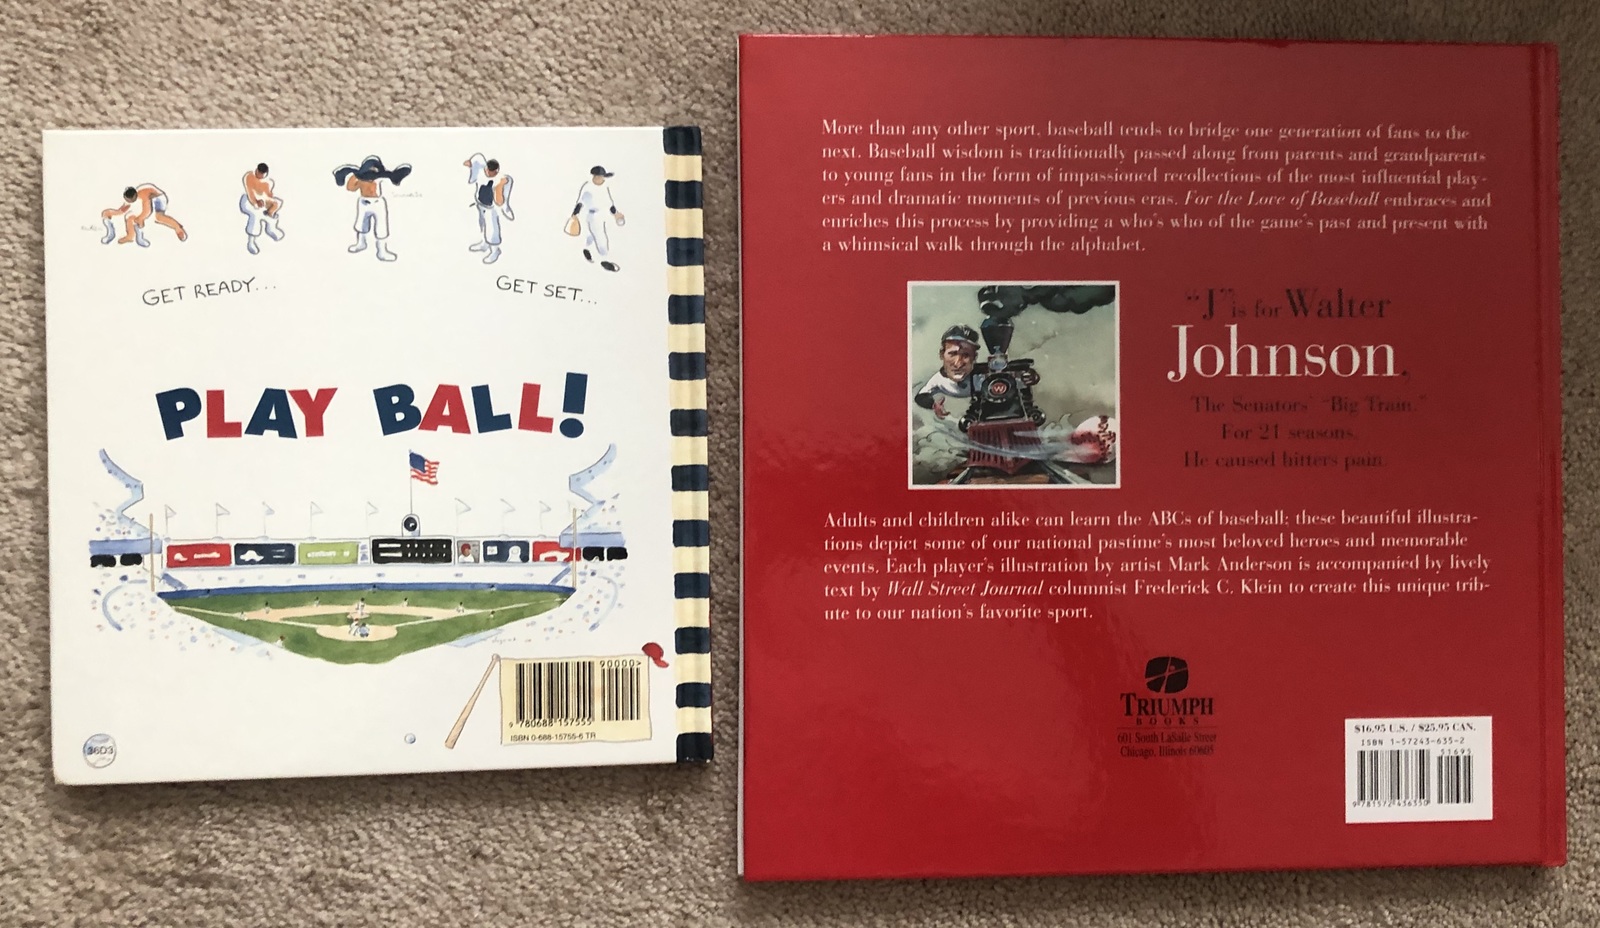 GET READY...
GET SET...
PLAY BALL!
90000>
9 780688 157555
ISBN 0-688-15755-6 TR
36D3
More than any other sport, baseball tends to bridge one generation of fans to the
next. Baseball wisdom is traditionally passed along from parents and grandparents
to young fans in the form of impassioned recollections of the most influential play-
ers and dramatic moments of previous eras. For the Love of Baseball embraces and
enriches this process by providing a who's who of the game's past and present with
a whimsical walk through the alphabet.
W
"J" is for Walter
Johnson,
The Senators' "Big Train."
For 21 seasons,
He caused hitters pain.
Adults and children alike can learn the ABCs of baseball; these beautiful illustra-
tions depict some of our national pastime's most beloved heroes and memorable
events. Each player's illustration by artist Mark Anderson is accompanied by lively
text by Wall Street Journal columnist Frederick C. Klein to create this unique trib-
ute to our nation's favorite sport.
TRIUMPH
BOOKS
601 South LaSalle Street
Chicago, Illinois 60605
$16.95 U.S. / $25.95 CAN.
ISBN 1-57243-635-2
51695
9 781572 436350